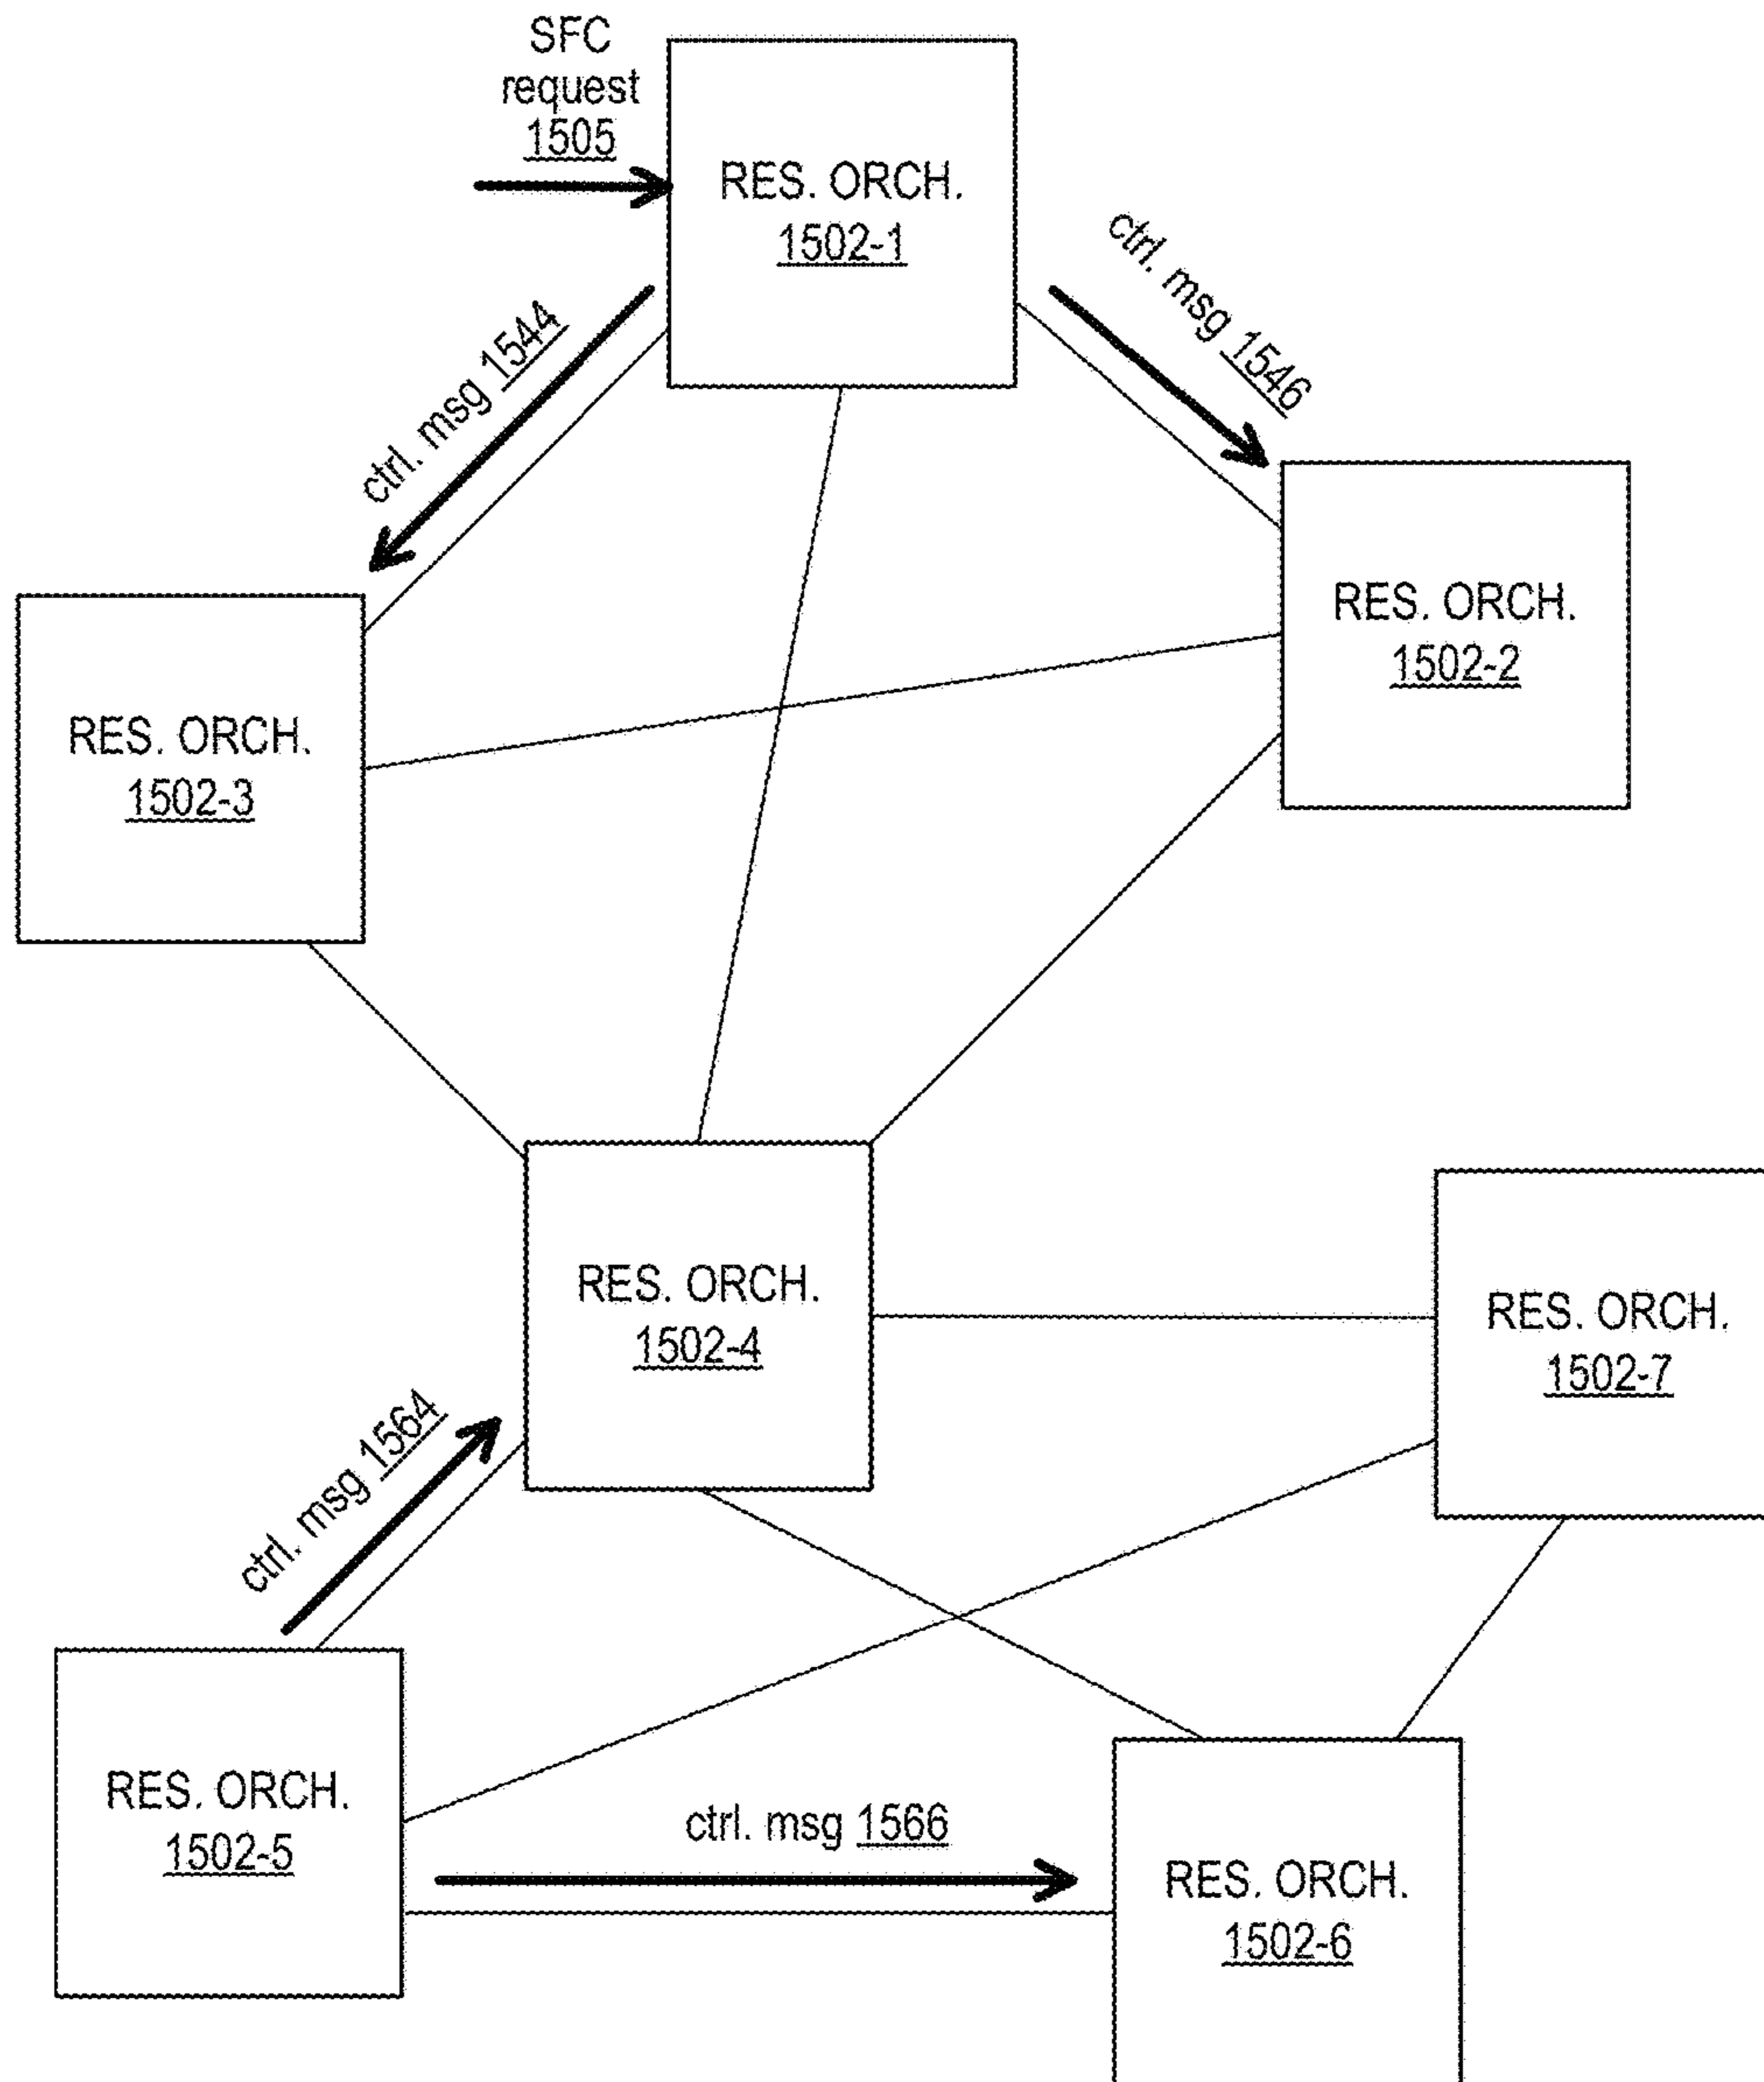 SFC
request
1505
RES. ORCH.
1502-1
ctrl. msg 1544
ctrl. msg 1546
RES. ORCH.
1502-2
RES. ORCH.
1502-3
RES. ORCH.
1502-4
RES. ORCH.
1502-7
ctrl. msg 1564
RES. ORCH.
1502-5
ctrl. msg 1566
RES. ORCH.
1502-6